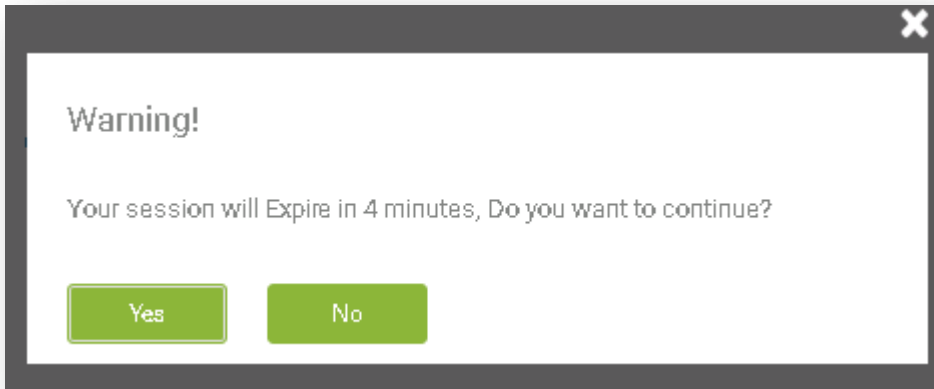 Warning!
Your session will Expire in 4 minutes, Do you want to continue?
Yes No